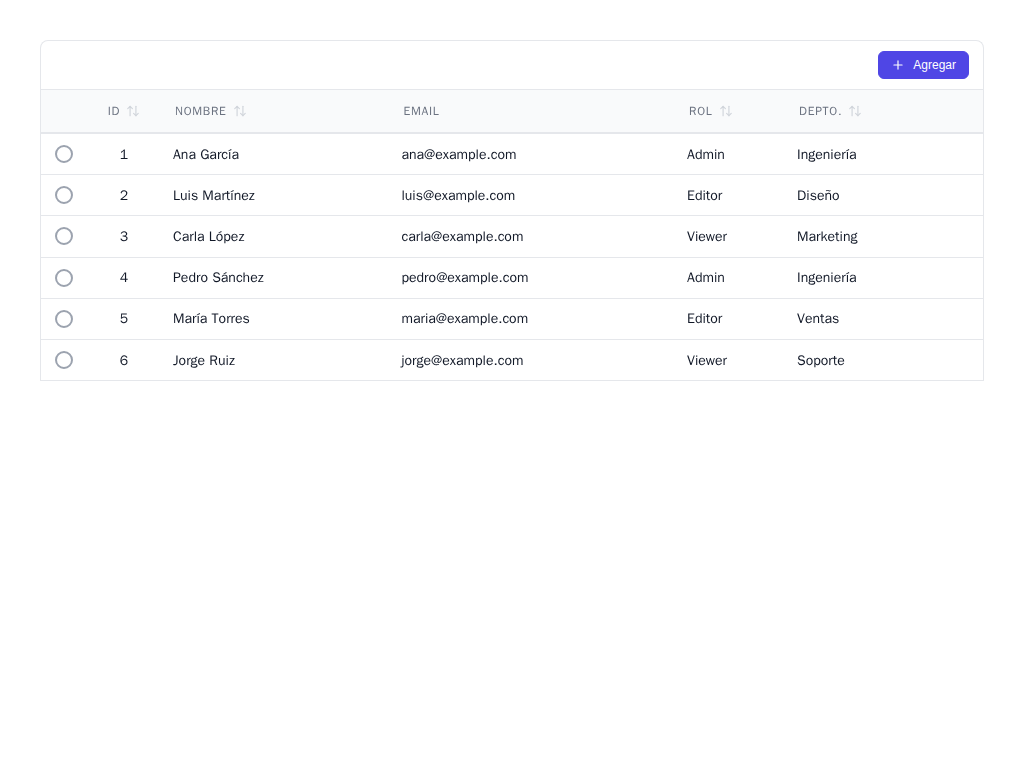 Agregar
ID NOMBRE EMAIL ROL DEPTO.
1 Ana García ana@example.com Admin Ingeniería
2 Luis Martínez luis@example.com Editor Diseño
3 Carla López carla@example.com Viewer Marketing
4 Pedro Sánchez pedro@example.com Admin Ingeniería
5 María Torres maria@example.com Editor Ventas
6 Jorge Ruiz jorge@example.com Viewer Soporte